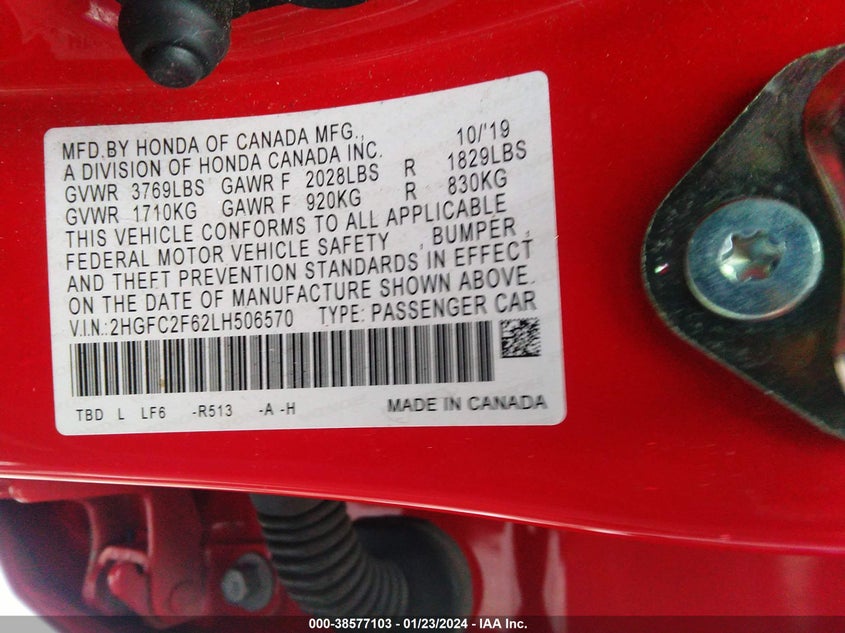 MFD.BY HONDA OF CANADA MFG., 10/'19
A DIVISION OF HONDA CANADA INC.
GVWR 3769LBS GAWR F 2028LBS R 1829LBS
GVWR 1710KG GAWR F 920KG R 830KG
THIS VEHICLE CONFORMS TO ALL APPLICABLE
FEDERAL MOTOR VEHICLE SAFETY , BUMPER ,
AND THEFT PREVENTION STANDARDS IN EFFECT
ON THE DATE OF MANUFACTURE SHOWN ABOVE.
V.I.N.:2HGFC2F62LH506570 TYPE: PASSENGER CAR
TBD L LF6 -R513 -A -H MADE IN CANADA
000-38577103 - 01/23/2024 - IAA Inc.